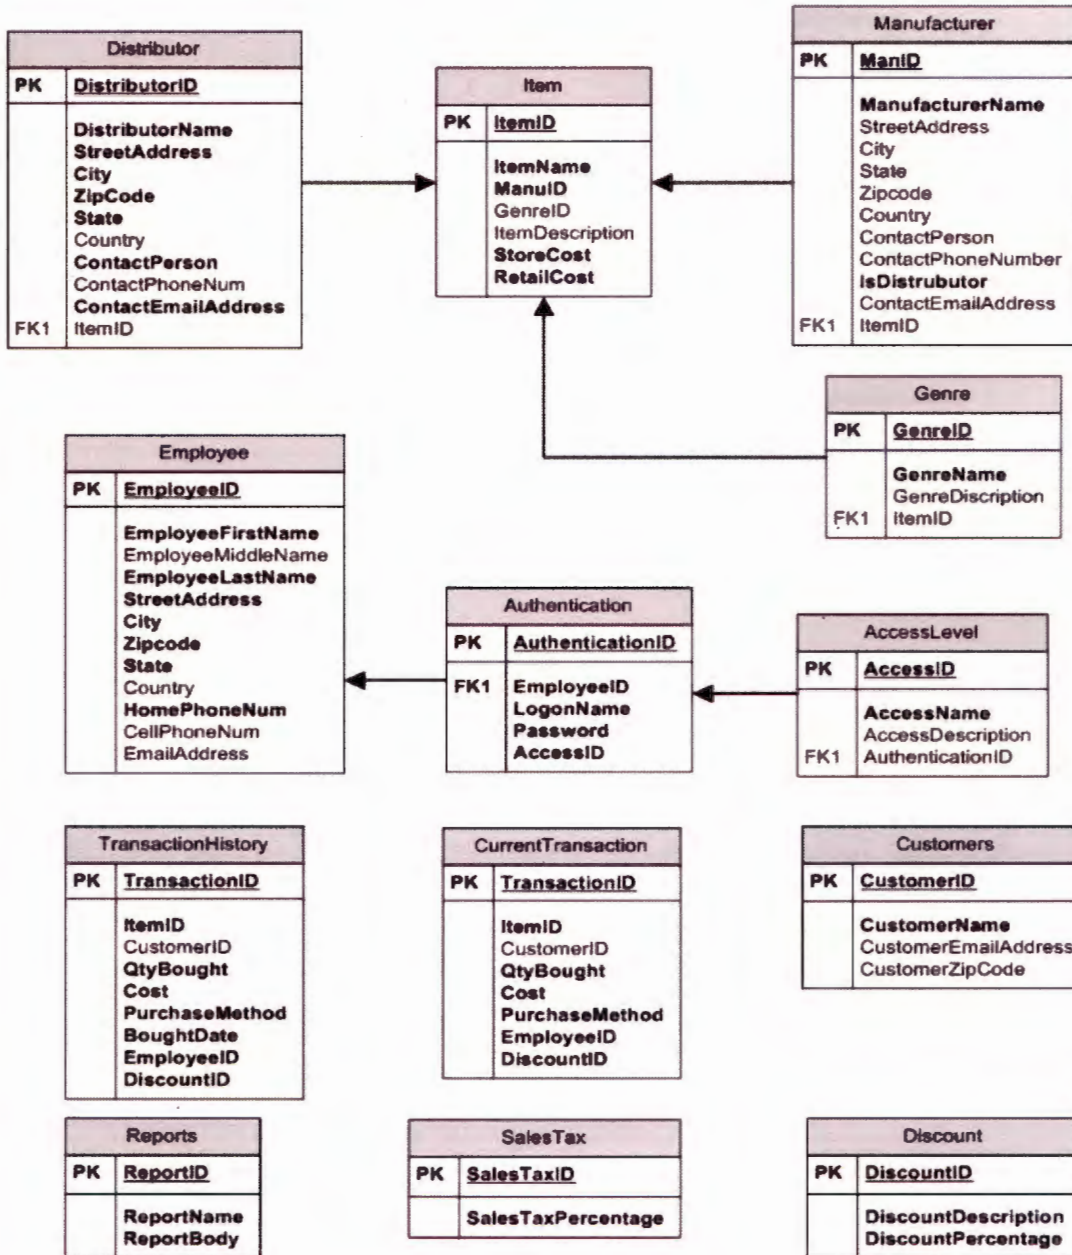 Distributor
PK DistributorID
DistributorName
StreetAddress
City
ZipCode
State
Country
ContactPerson
ContactPhoneNum
ContactEmailAddress
FK1 ItemID
Item
PK ItemID
ItemName
ManuID
GenreID
ItemDescription
StoreCost
RetailCost
Manufacturer
PK ManID
ManufacturerName
StreetAddress
City
State
Zipcode
Country
ContactPerson
ContactPhoneNumber
IsDistrubutor
ContactEmailAddress
FK1 ItemID
Genre
PK GenreID
GenreName
GenreDiscription
FK1 ItemID
Employee
PK EmployeeID
EmployeeFirstName
EmployeeMiddleName
EmployeeLastName
StreetAddress
City
Zipcode
State
Country
HomePhoneNum
CellPhoneNum
EmailAddress
Authentication
PK AuthenticationID
FK1 EmployeeID
LogonName
Password
AccessID
AccessLevel
PK AccessID
AccessName
AccessDescription
FK1 AuthenticationID
TransactionHistory
PK TransactionID
ItemID
CustomerID
QtyBought
Cost
PurchaseMethod
BoughtDate
EmployeeID
DiscountID
CurrentTransaction
PK TransactionID
ItemID
CustomerID
QtyBought
Cost
PurchaseMethod
EmployeeID
DiscountID
Customers
PK CustomerID
CustomerName
CustomerEmailAddress
CustomerZipCode
Reports
PK ReportID
ReportName
ReportBody
SalesTax
PK SalesTaxID
SalesTaxPercentage
Discount
PK DiscountID
DiscountDescription
DiscountPercentage